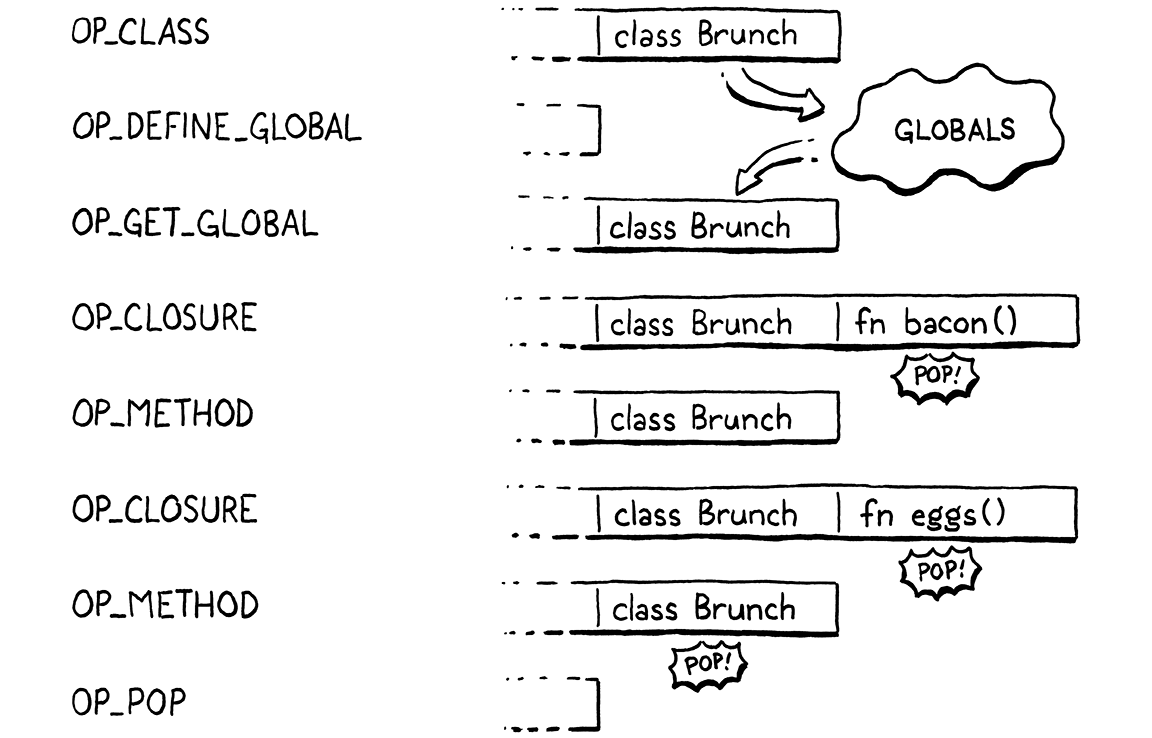 OP_CLASS class Brunch
OP_DEFINE_GLOBAL GLOBALS
OP_GET_GLOBAL class Brunch
OP_CLOSURE class Brunch fn bacon()
POP!
OP_METHOD class Brunch
OP_CLOSURE class Brunch fn eggs()
POP!
OP_METHOD class Brunch
POP!
OP_POP